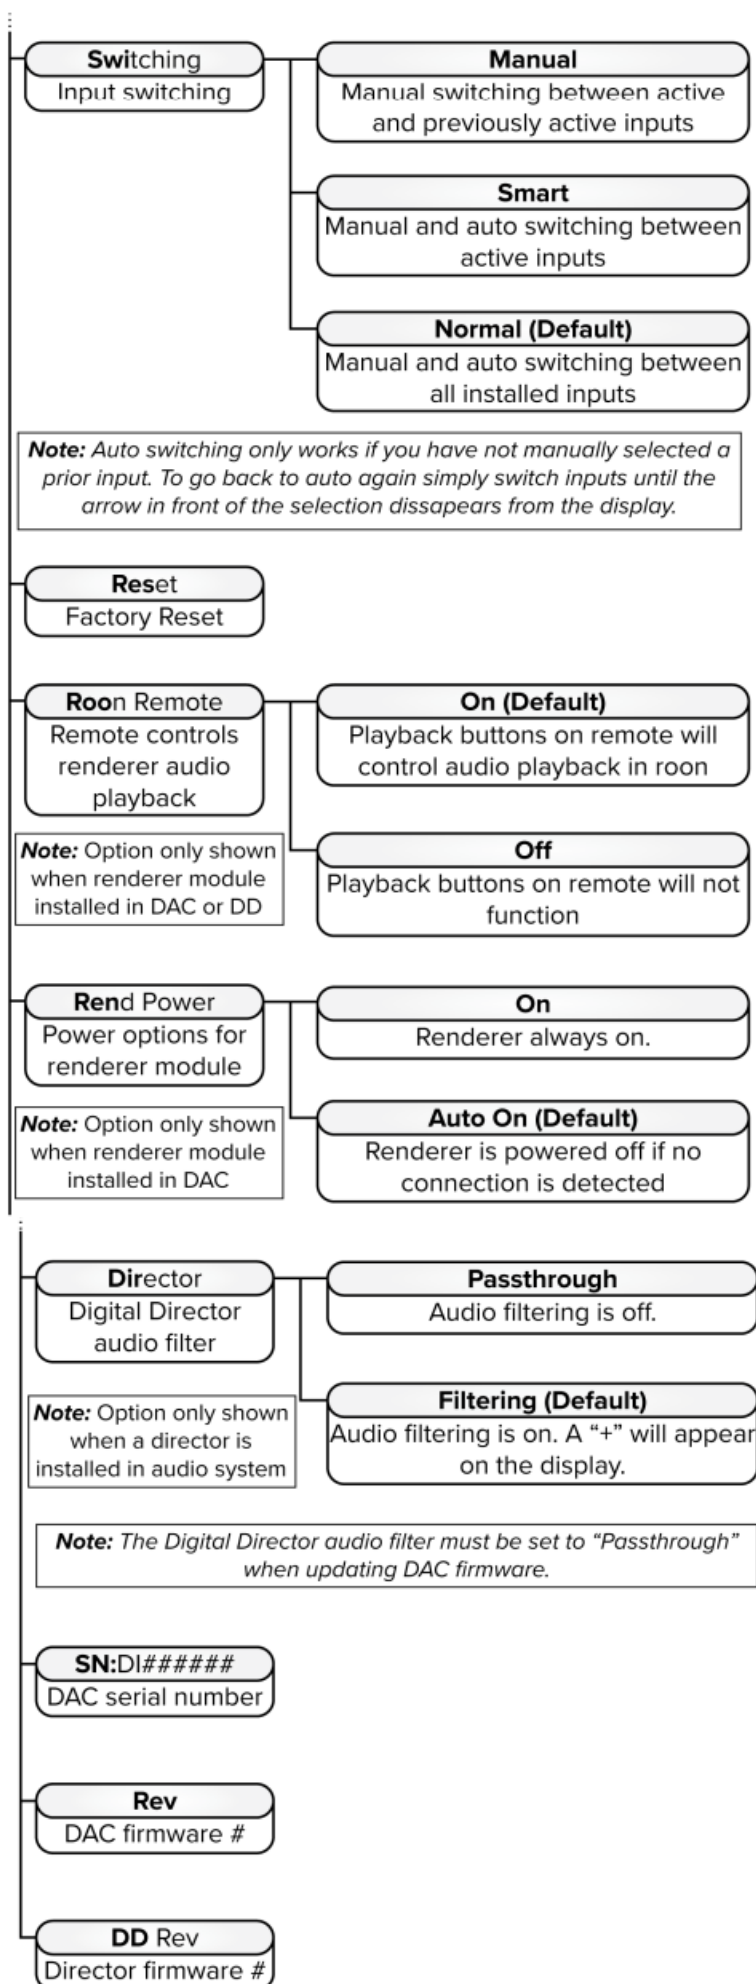 Switching
Input switching
Manual
Manual switching between active
and previously active inputs
Smart
Manual and auto switching between
active inputs
Normal (Default)
Manual and auto switching between
all installed inputs
Note: Auto switching only works if you have not manually selected a
prior input. To go back to auto again simply switch inputs until the
arrow in front of the selection dissapears from the display.
Reset
Factory Reset
Roon Remote
Remote controls
renderer audio
playback
Note: Option only shown
when renderer module
installed in DAC or DD
On (Default)
Playback buttons on remote will
control audio playback in roon
Off
Playback buttons on remote will not
function
Rend Power
Power options for
renderer module
Note: Option only shown
when renderer module
installed in DAC
On
Renderer always on.
Auto On (Default)
Renderer is powered off if no
connection is detected
Director
Digital Director
audio filter
Note: Option only shown
when a director is
installed in audio system
Passthrough
Audio filtering is off.
Filtering (Default)
Audio filtering is on. A “+” will appear
on the display.
Note: The Digital Director audio filter must be set to “Passthrough”
when updating DAC firmware.
SN:DI######
DAC serial number
Rev
DAC firmware #
DD Rev
Director firmware #